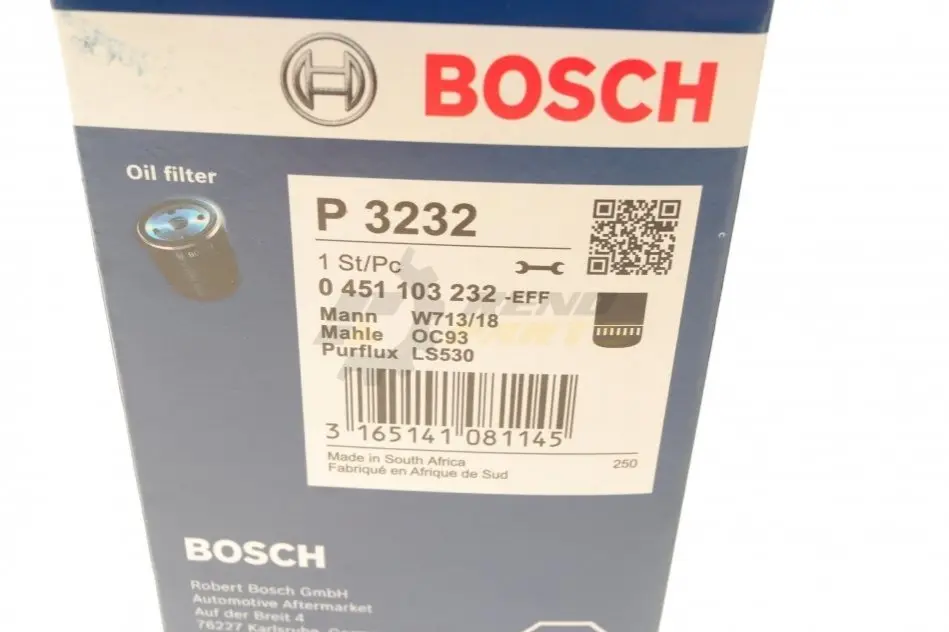 BOSCH
Oil filter
P 3232
1 St/Pc
0 451 103 232 -EFF
Mann W713/18
Mahle OC93
Purflux LS530
3 165141 081145
Made in South Africa
Fabriqué en Afrique de Sud
250
BOSCH
Robert Bosch GmbH
Automotive Aftermarket
Auf der Breit 4
76227 Karlsruhe,